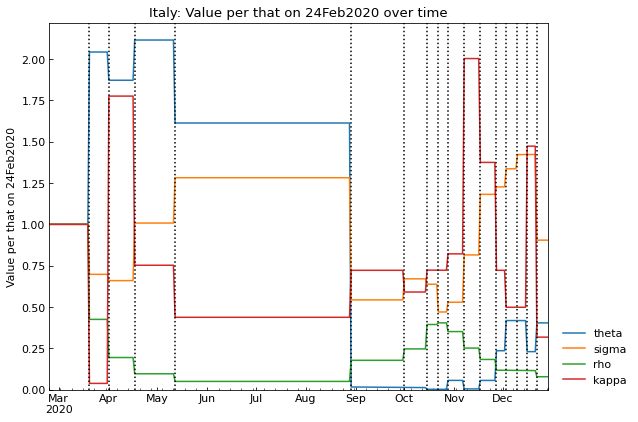 Italy: Value per that on 24Feb2020 over time
Value per that on 24Feb2020
2.00
1.75
1.50
1.25
1.00
0.75
0.50
0.25
0.00
Mar Apr May Jun Jul Aug Sep Oct Nov Dec
2020
theta
sigma
rho
kappa